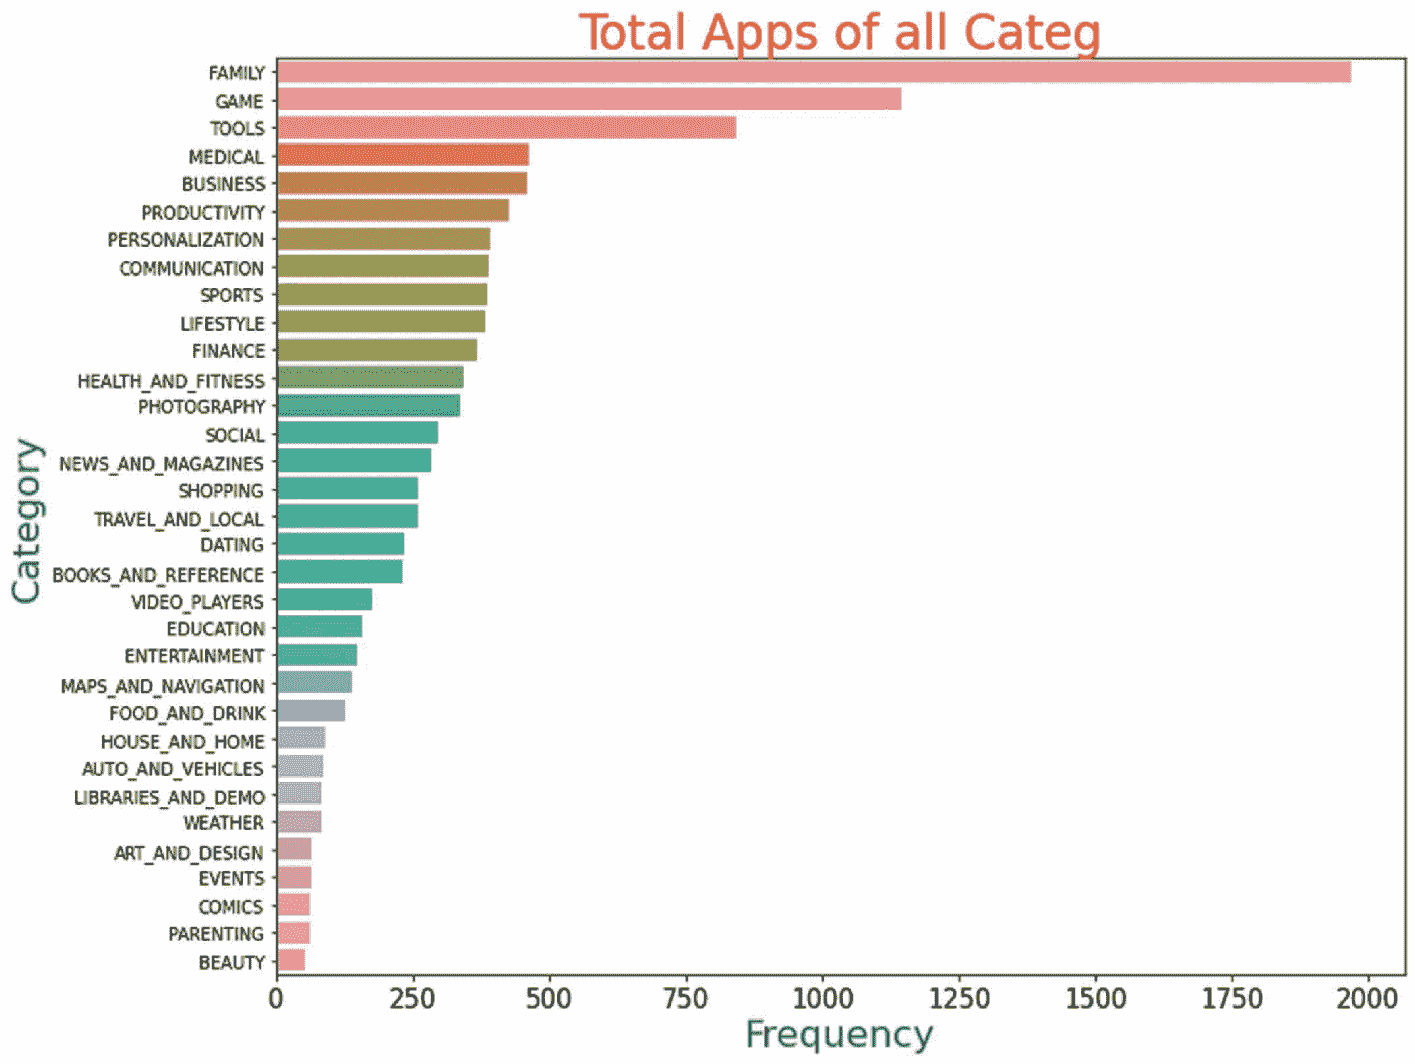 Total Apps of all Categ
FAMILY
GAME
TOOLS
MEDICAL
BUSINESS
PRODUCTIVITY
PERSONALIZATION
COMMUNICATION
SPORTS
LIFESTYLE
FINANCE
HEALTH_AND_FITNESS
PHOTOGRAPHY
SOCIAL
NEWS_AND_MAGAZINES
SHOPPING
TRAVEL_AND_LOCAL
DATING
BOOKS_AND_REFERENCE
VIDEO_PLAYERS
EDUCATION
ENTERTAINMENT
MAPS_AND_NAVIGATION
FOOD_AND_DRINK
HOUSE_AND_HOME
AUTO_AND_VEHICLES
LIBRARIES_AND_DEMO
WEATHER
ART_AND_DESIGN
EVENTS
COMICS
PARENTING
BEAUTY
Category
0 250 500 750 1000 1250 1500 1750 2000
Frequency